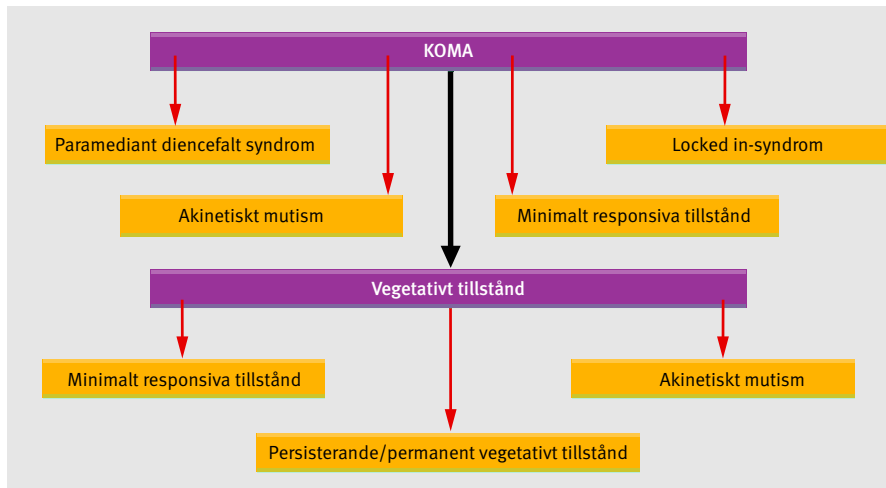 KOMA
Paramediant diencefalt syndrom
Locked in-syndrom
Akinetiskt mutism
Minimalt responsiva tillstånd
Vegetativt tillstånd
Minimalt responsiva tillstånd
Akinetiskt mutism
Persisterande/permanent vegetativt tillstånd